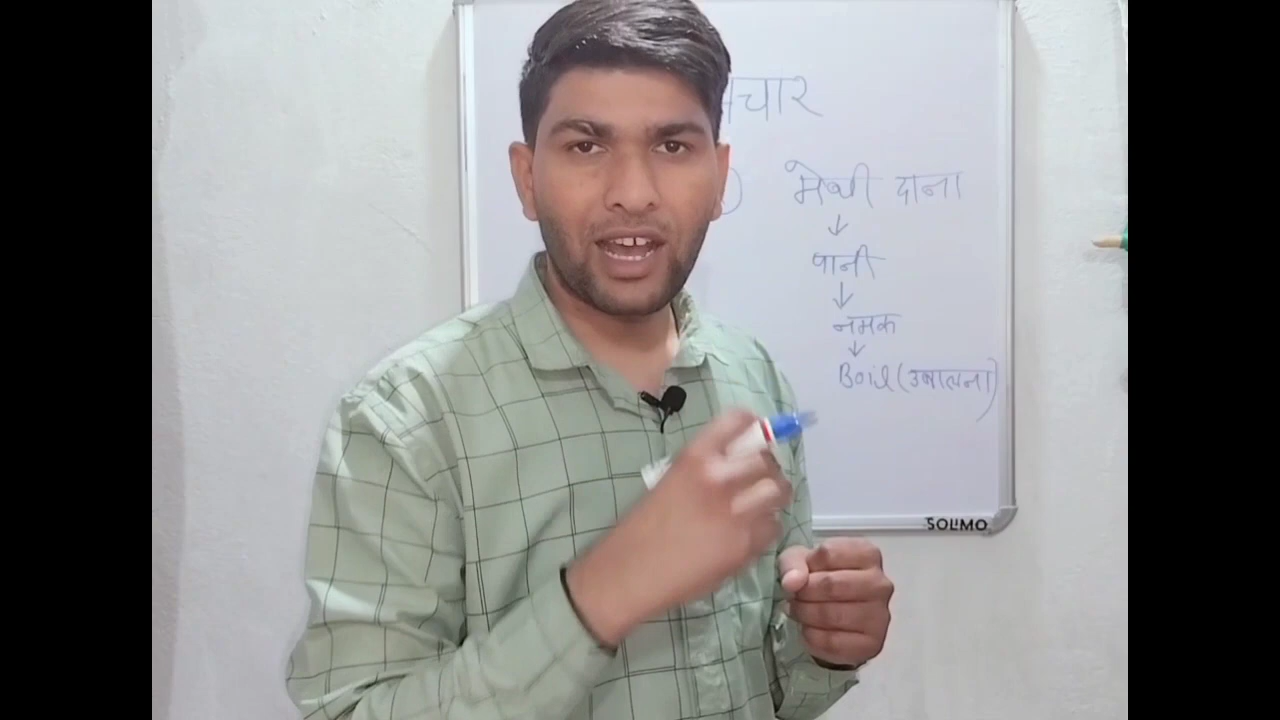 चार
) मेथी दाना
↓
पानी
↓
नमक
↓
Boil (उबालना)
SOLIMO